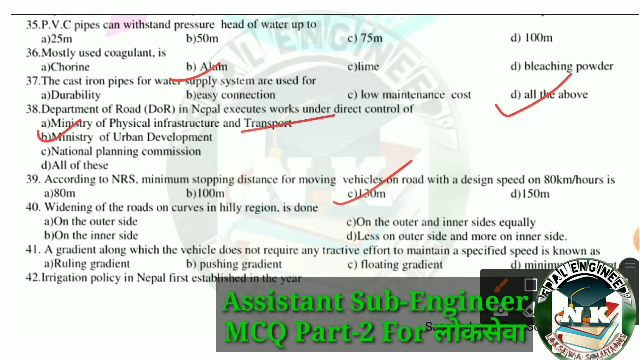 35.P.V.C pipes can withstand pressure head of water up to
a)25m b)50m c) 75m d) 100m
36.Mostly used coagulant, is
a)Chorine b) Alum c)lime d) bleaching powder
37.The cast iron pipes for water supply system are used for
a)Durability b)easy connection c) low maintenance cost d) all the above
38.Department of Road (DoR) in Nepal executes works under direct control of
a)Ministry of Physical infrastructure and Transport
b)Ministry of Urban Development
c)National planning commission
d)All of these
39. According to NRS, minimum stopping distance for moving vehicles on road with a design speed on 80km/hours is
a)80m b)100m c)130m d)150m
40. Widening of the roads on curves in hilly region, is done
a)On the outer side c)On the outer and inner sides equally
b)On the inner side d)Less on outer side and more on inner side.
41. A gradient along which the vehicle does not require any tractive effort to maintain a specified speed is known as
a)Ruling gradient b) pushing gradient c) floating gradient d) minimum
42.Irrigation policy in Nepal first established in the year
Assistant Sub-Engineer
MCQ Part-2 For लोकसेवा
NEPAL ENGINEER
NK
LOKSEWA SOLUTIONS